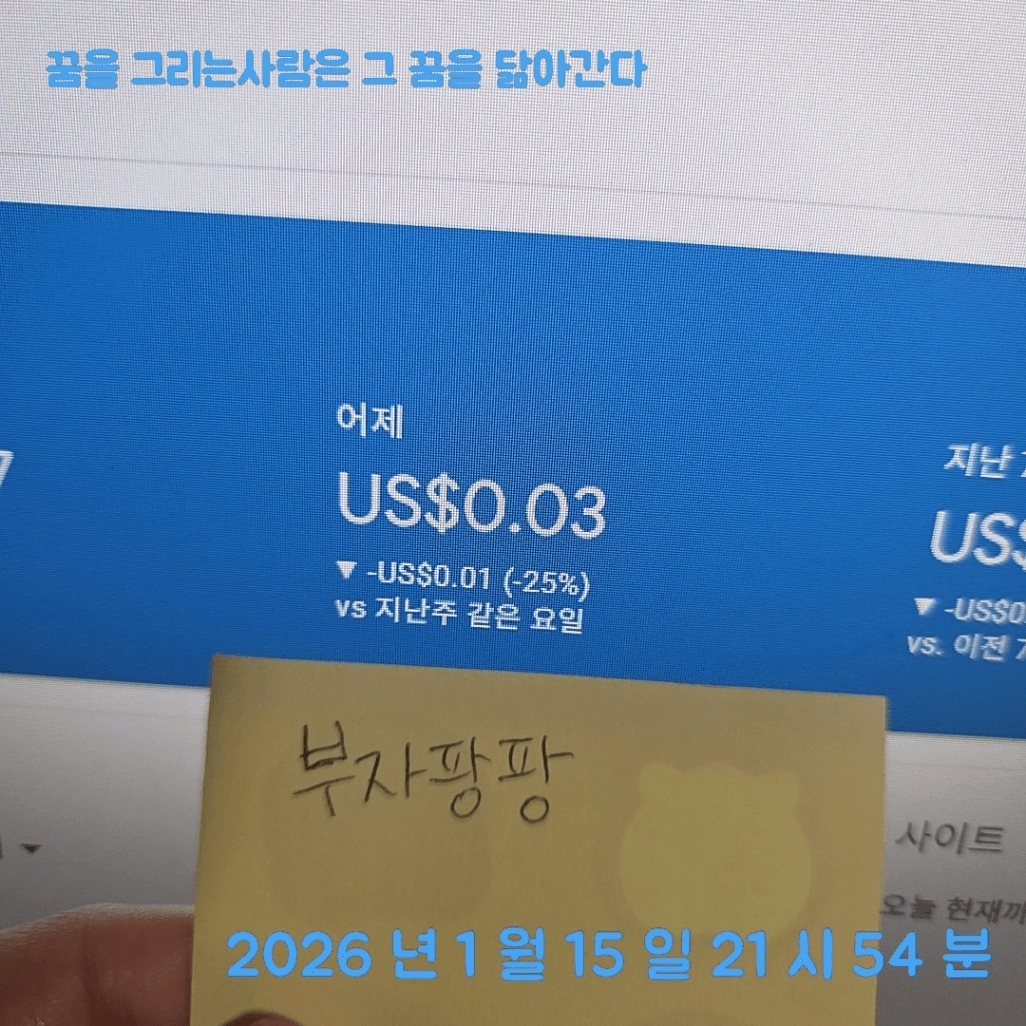 꿈을 그리는사람은 그 꿈을 닮아간다
어제
US$0.03
▼ -US$0.01 (-25%)
vs 지난주 같은 요일
지난
US$
▼ -US$0.
vs. 이전 7
부자팡팡
사이트
오늘 현재까
2026 년 1 월 15 일 21 시 54 분